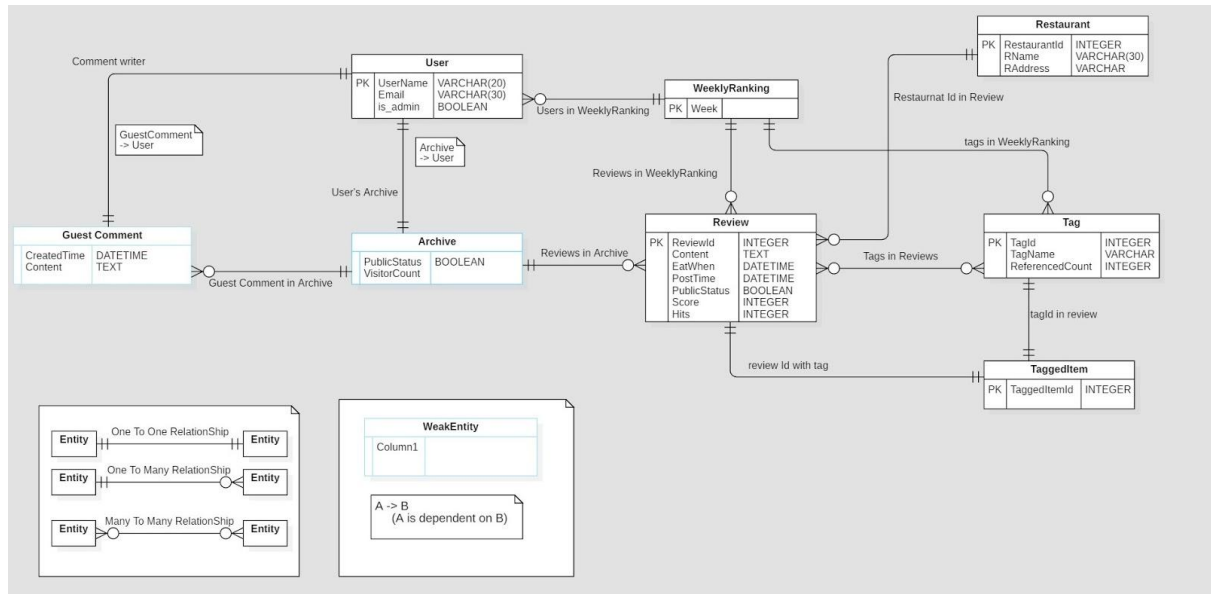 Restaurant
PK RestaurantId INTEGER
RName VARCHAR(30)
RAddress VARCHAR
Comment writer
User
PK UserName VARCHAR(20)
Email VARCHAR(30)
is_admin BOOLEAN
WeeklyRanking
PK Week
Users in WeeklyRanking
Restaurnat Id in Review
GuestComment
-> User
Archive
-> User
tags in WeeklyRanking
Reviews in WeeklyRanking
User's Archive
Guest Comment
CreatedTime DATETIME
Content TEXT
Guest Comment in Archive
Archive
PublicStatus BOOLEAN
VisitorCount
Reviews in Archive
Review
PK ReviewId INTEGER
Content TEXT
EatWhen DATETIME
PostTime DATETIME
PublicStatus BOOLEAN
Score INTEGER
Hits INTEGER
Tags in Reviews
Tag
PK TagId INTEGER
TagName VARCHAR
ReferencedCount INTEGER
tagId in review
review Id with tag
TaggedItem
PK TaggedItemId INTEGER
Entity One To One RelationShip Entity
Entity One To Many RelationShip Entity
Entity Many To Many RelationShip Entity
WeakEntity
Column1
A -> B
(A is dependent on B)